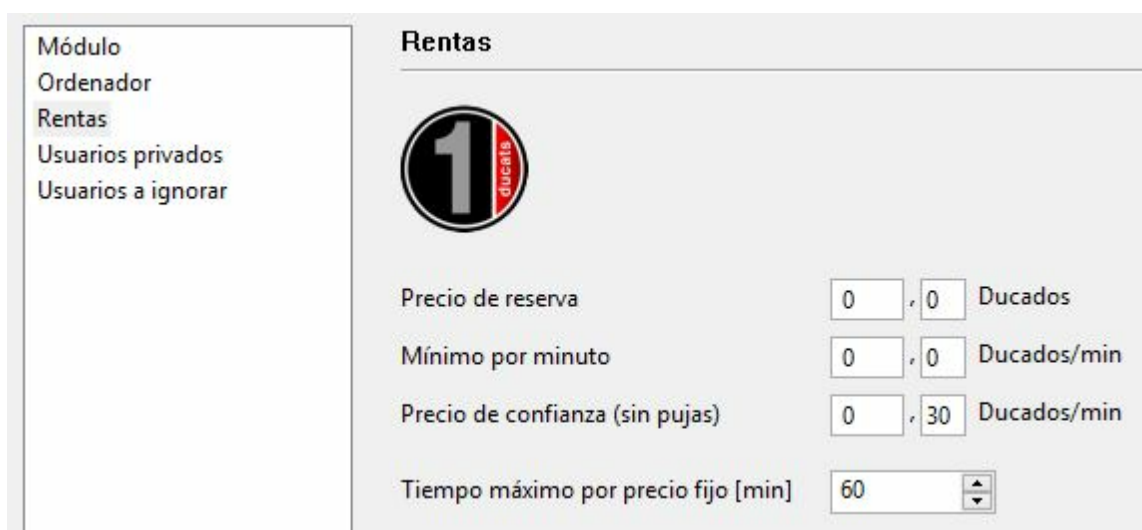 Módulo
Ordenador
Rentas
Usuarios privados
Usuarios a ignorar
Rentas
1
ducats
Precio de reserva 0 , 0 Ducados
Mínimo por minuto 0 , 0 Ducados/min
Precio de confianza (sin pujas) 0 , 30 Ducados/min
Tiempo máximo por precio fijo [min] 60